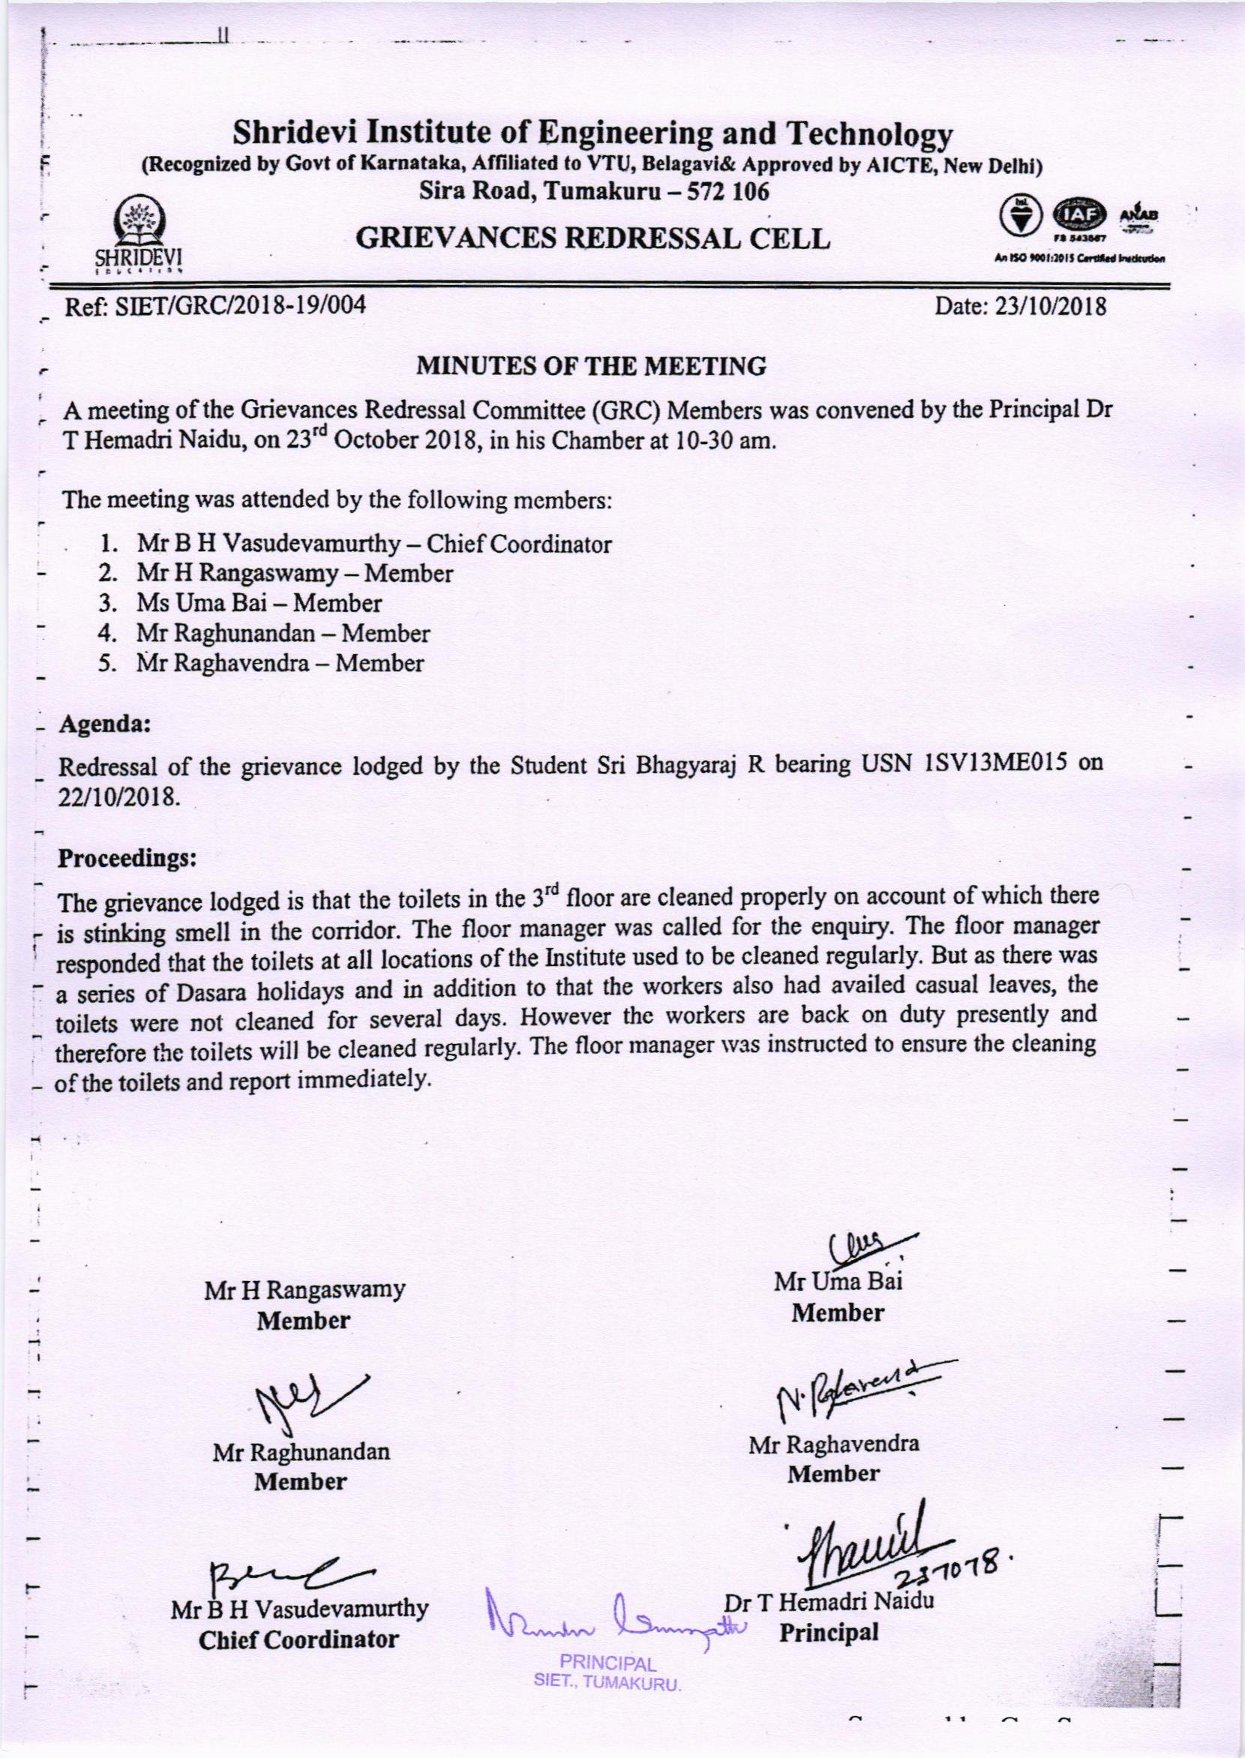 Shridevi Institute of Engineering and Technology
(Recognized by Govt of Karnataka, Affiliated to VTU, Belagavi& Approved by AICTE, New Delhi)
Sira Road, Tumakuru – 572 106
GRIEVANCES REDRESSAL CELL
SHRIDEVI
EDUCATION
bsi.
IAF
ANAB
FS 543667
An ISO 9001:2015 Certified Institution
Ref: SIET/GRC/2018-19/004 Date: 23/10/2018
MINUTES OF THE MEETING
A meeting of the Grievances Redressal Committee (GRC) Members was convened by the Principal Dr
T Hemadri Naidu, on 23rd October 2018, in his Chamber at 10-30 am.
The meeting was attended by the following members:
1. Mr B H Vasudevamurthy – Chief Coordinator
2. Mr H Rangaswamy – Member
3. Ms Uma Bai – Member
4. Mr Raghunandan – Member
5. Mr Raghavendra – Member
Agenda:
Redressal of the grievance lodged by the Student Sri Bhagyaraj R bearing USN 1SV13ME015 on
22/10/2018.
Proceedings:
The grievance lodged is that the toilets in the 3rd floor are cleaned properly on account of which there
is stinking smell in the corridor. The floor manager was called for the enquiry. The floor manager
responded that the toilets at all locations of the Institute used to be cleaned regularly. But as there was
a series of Dasara holidays and in addition to that the workers also had availed casual leaves, the
toilets were not cleaned for several days. However the workers are back on duty presently and
therefore the toilets will be cleaned regularly. The floor manager was instructed to ensure the cleaning
of the toilets and report immediately.
Mr H Rangaswamy
Member
Mr Uma Bai
Member
Mr Raghunandan
Member
N. Raghavendra
Mr Raghavendra
Member
Mr B H Vasudevamurthy
Chief Coordinator
Dr T Hemadri Naidu
Principal
PRINCIPAL
SIET., TUMAKURU.